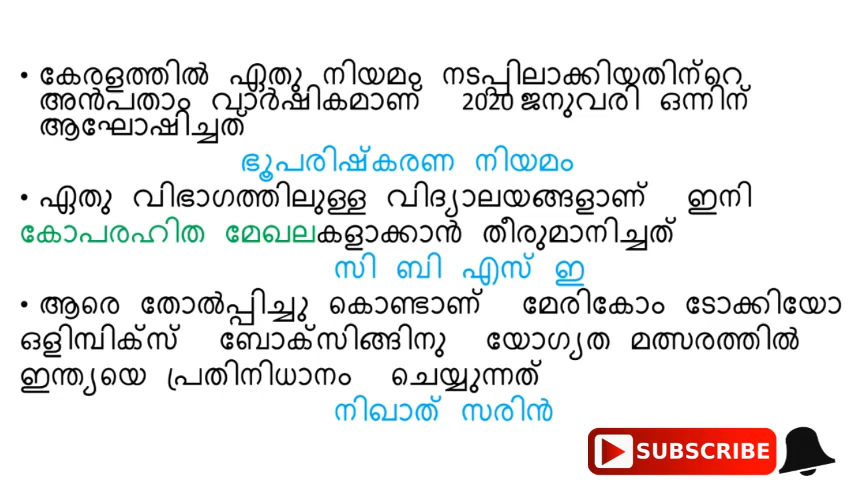 • കേരളത്തിൽ ഏതു നിയമം നടപ്പിലാക്കിയതിന്റെ
അൻപതാം വാർഷികമാണ് 2020 ജനുവരി ഒന്നിന്
ആഘോഷിച്ചത്
ഭൂപരിഷ്കരണ നിയമം
• ഏതു വിഭാഗത്തിലുള്ള വിദ്യാലയങ്ങളാണ് ഇനി
കോപരഹിത മേഖലകളാക്കാൻ തീരുമാനിച്ചത്
സി ബി എസ് ഇ
• ആരെ തോൽപ്പിച്ചു കൊണ്ടാണ് മേരികോം ടോക്കിയോ
ഒളിമ്പിക്സ് ബോക്സിങ്ങിനു യോഗ്യത മത്സരത്തിൽ
ഇന്ത്യയെ പ്രതിനിധാനം ചെയ്യുന്നത്
നിഖാത് സരിൻ
SUBSCRIBE